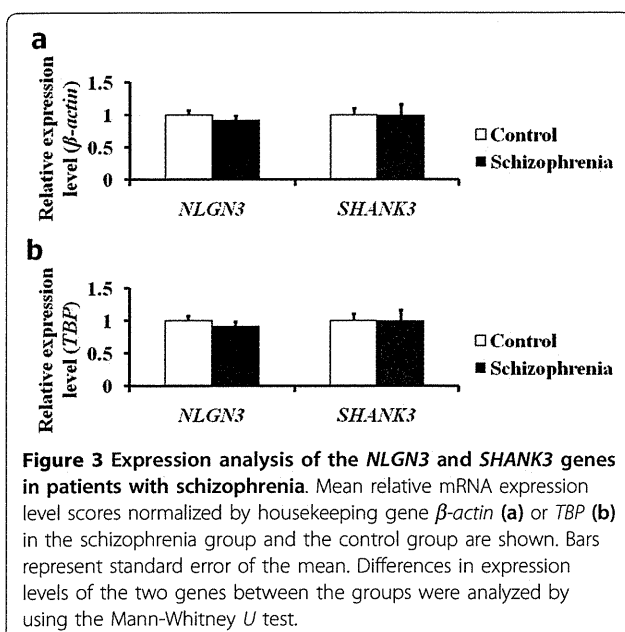 a
Relative expression
level (β-actin)
1.5
1
0.5
0
NLGN3
SHANK3
Control
Schizophrenia
b
Relative expression
level (TBP)
1.5
1
0.5
0
NLGN3
SHANK3
Control
Schizophrenia
Figure 3 Expression analysis of the NLGN3 and SHANK3 genes
in patients with schizophrenia. Mean relative mRNA expression
level scores normalized by housekeeping gene β-actin (a) or TBP (b)
in the schizophrenia group and the control group are shown. Bars
represent standard error of the mean. Differences in expression
levels of the two genes between the groups were analyzed by
using the Mann-Whitney U test.